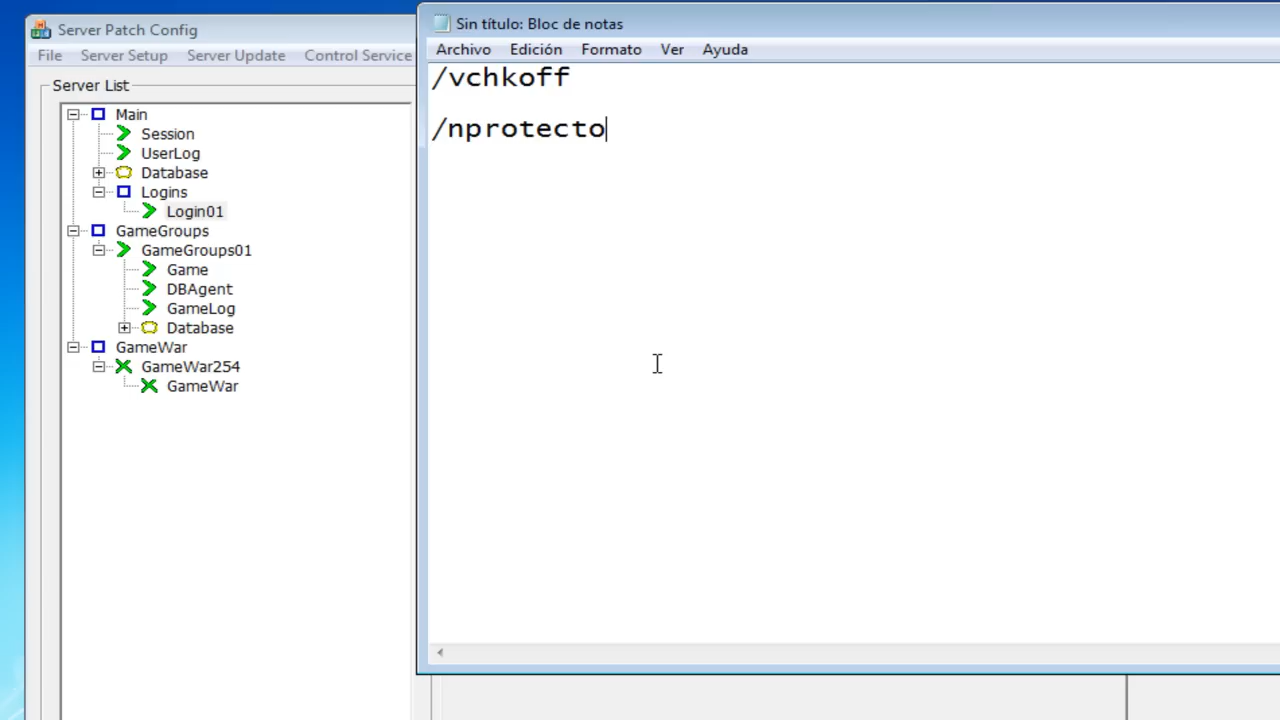 Server Patch Config
File Server Setup Server Update Control Service
Server List
Main
Session
UserLog
Database
Logins
Login01
GameGroups
GameGroups01
Game
DBAgent
GameLog
Database
GameWar
GameWar254
GameWar
Sin título: Bloc de notas
Archivo Edición Formato Ver Ayuda
/vchkoff
/nprotecto